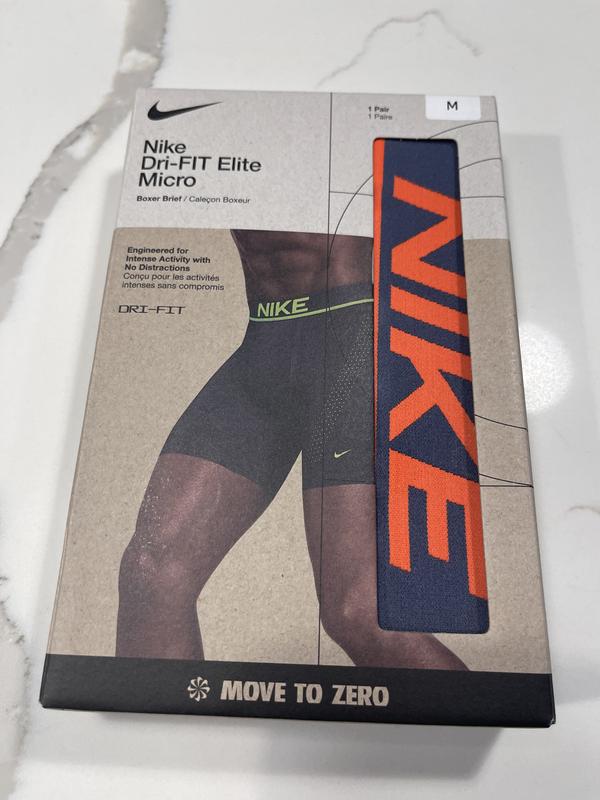 M
1 Pair
1 Paire
Nike
Dri-FIT Elite
Micro
Boxer Brief / Caleçon Boxeur
Engineered for
Intense Activity with
No Distractions
Conçu pour les activités
intenses sans compromis
DRI-FIT
NIKE
NIKE
MOVE TO ZERO